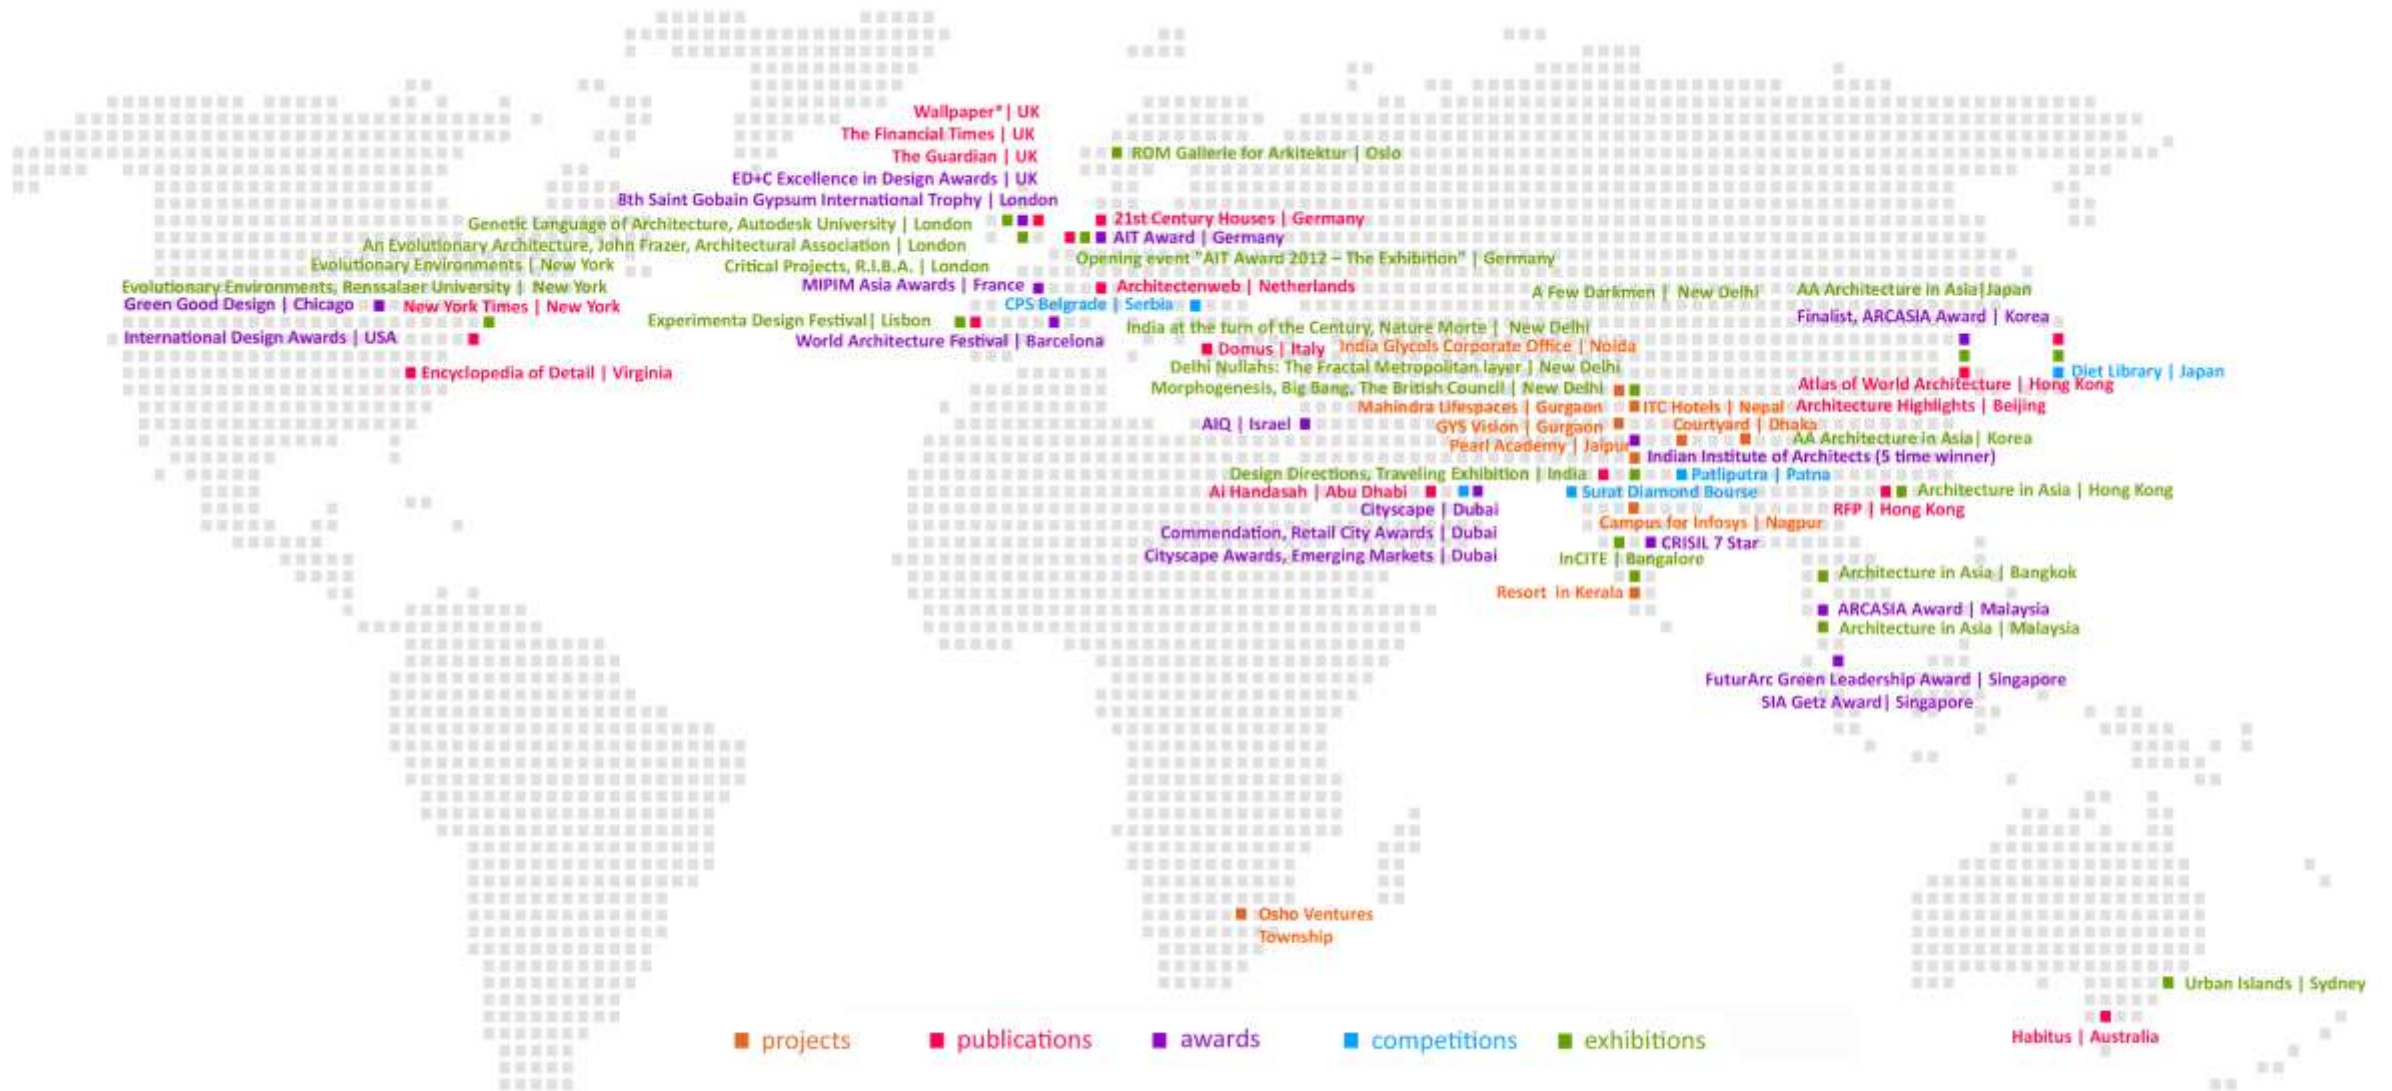 Wallpaper* | UK
The Financial Times | UK
The Guardian | UK
ROM Gallerie for Arkitektur | Oslo
ED+C Excellence in Design Awards | UK
8th Saint Gobain Gypsum International Trophy | London
Genetic Language of Architecture, Autodesk University | London
21st Century Houses | Germany
An Evolutionary Architecture, John Frazer, Architectural Association | London
AIT Award | Germany
Evolutionary Environments | New York
Critical Projects, R.I.B.A. | London
Opening event "AIT Award 2012 – The Exhibition" | Germany
Evolutionary Environments, Renssalaer University | New York
MIPIM Asia Awards | France
Architectenweb | Netherlands
A Few Darkmen | New Delhi
AA Architecture in Asia|Japan
Green Good Design | Chicago
New York Times | New York
CPS Belgrade | Serbia
Finalist, ARCASIA Award | Korea
Experimenta Design Festival| Lisbon
India at the turn of the Century, Nature Morte | New Delhi
International Design Awards | USA
World Architecture Festival | Barcelona
Domus | Italy
India Glycols Corporate Office | Noida
Encyclopedia of Detail | Virginia
Delhi Nullahs: The Fractal Metropolitan layer | New Delhi
Diet Library | Japan
Morphogenesis, Big Bang, The British Council | New Delhi
Atlas of World Architecture | Hong Kong
Mahindra Lifespaces | Gurgaon
ITC Hotels | Nepal
Architecture Highlights | Beijing
AIQ | Israel
GYS Vision | Gurgaon
Courtyard | Dhaka
Pearl Academy | Jaipur
AA Architecture in Asia| Korea
Indian Institute of Architects (5 time winner)
Design Directions, Traveling Exhibition | India
Patliputra | Patna
Al Handasah | Abu Dhabi
Surat Diamond Bourse
Architecture in Asia | Hong Kong
Cityscape | Dubai
RFP | Hong Kong
Campus for Infosys | Nagpur
Commendation, Retail City Awards | Dubai
CRISIL 7 Star
Cityscape Awards, Emerging Markets | Dubai
InCITE | Bangalore
Architecture in Asia | Bangkok
Resort in Kerala
ARCASIA Award | Malaysia
Architecture in Asia | Malaysia
FuturArc Green Leadership Award | Singapore
SIA Getz Award| Singapore
Osho Ventures
Township
Urban Islands | Sydney
Habitus | Australia
projects
publications
awards
competitions
exhibitions